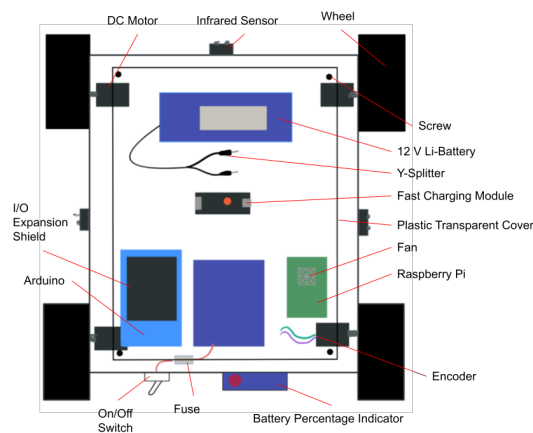 DC Motor
Infrared Sensor
Wheel
Screw
12 V Li-Battery
Y-Splitter
Fast Charging Module
I/O
Expansion
Shield
Plastic Transparent Cover
Fan
Raspberry Pi
Arduino
Encoder
On/Off
Switch
Fuse
Battery Percentage Indicator